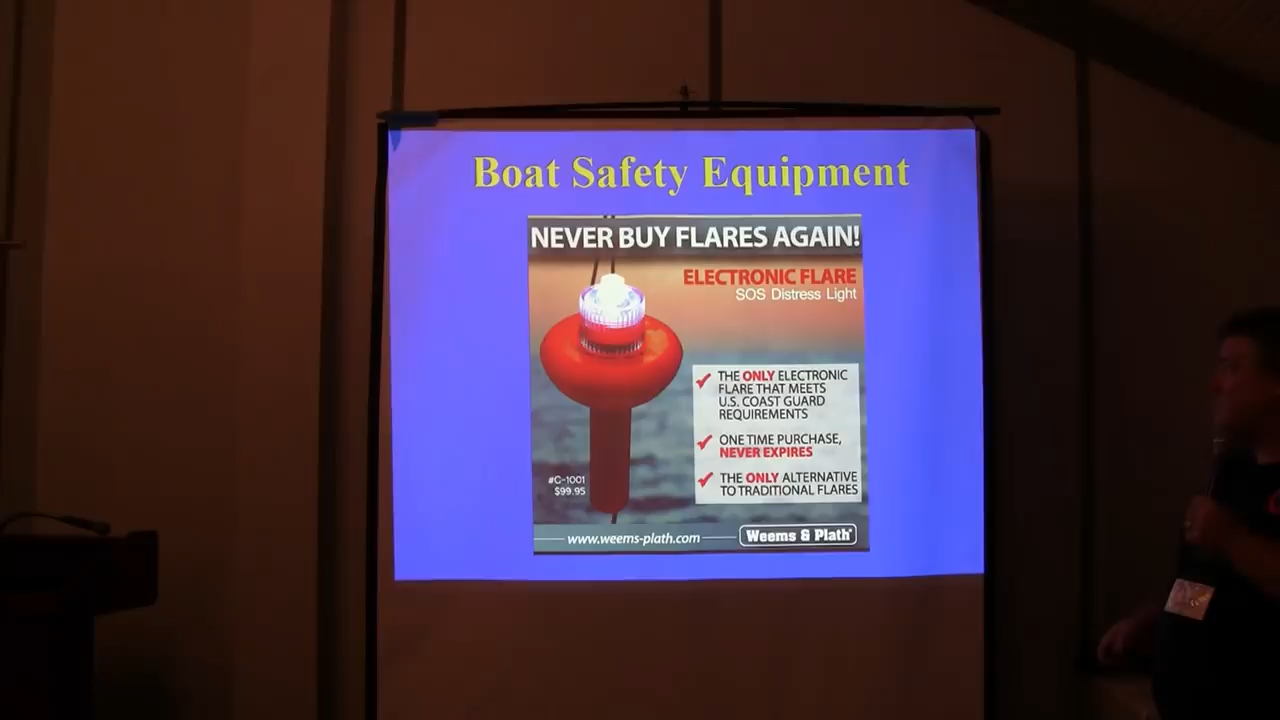 Boat Safety Equipment
NEVER BUY FLARES AGAIN!
ELECTRONIC FLARE
SOS Distress Light
THE ONLY ELECTRONIC
FLARE THAT MEETS
U.S. COAST GUARD
REQUIREMENTS
ONE TIME PURCHASE,
NEVER EXPIRES
THE ONLY ALTERNATIVE
TO TRADITIONAL FLARES
#C-1001
$99.95
www.weems-plath.com
Weems & Plath®